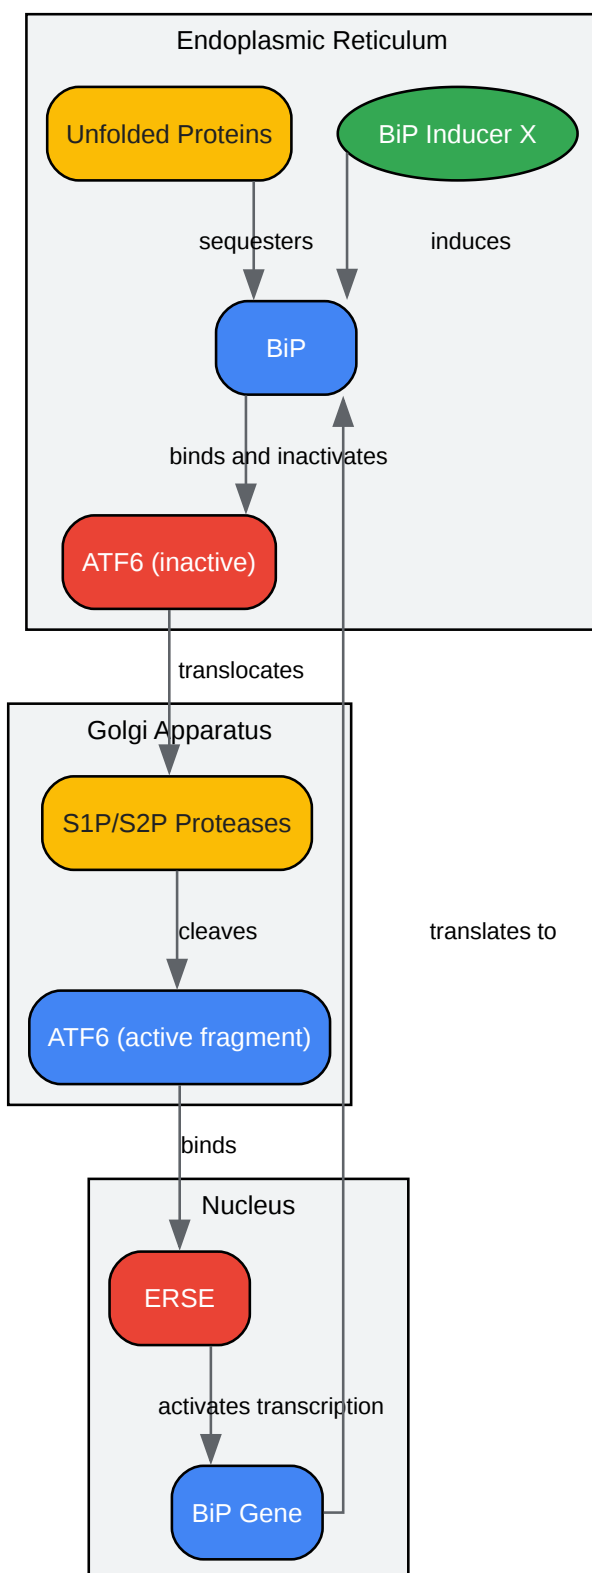 Endoplasmic Reticulum
Unfolded Proteins
BiP Inducer X
sequesters
induces
BiP
binds and inactivates
ATF6 (inactive)
translocates
Golgi Apparatus
S1P/S2P Proteases
cleaves
translates to
ATF6 (active fragment)
binds
Nucleus
ERSE
activates transcription
BiP Gene